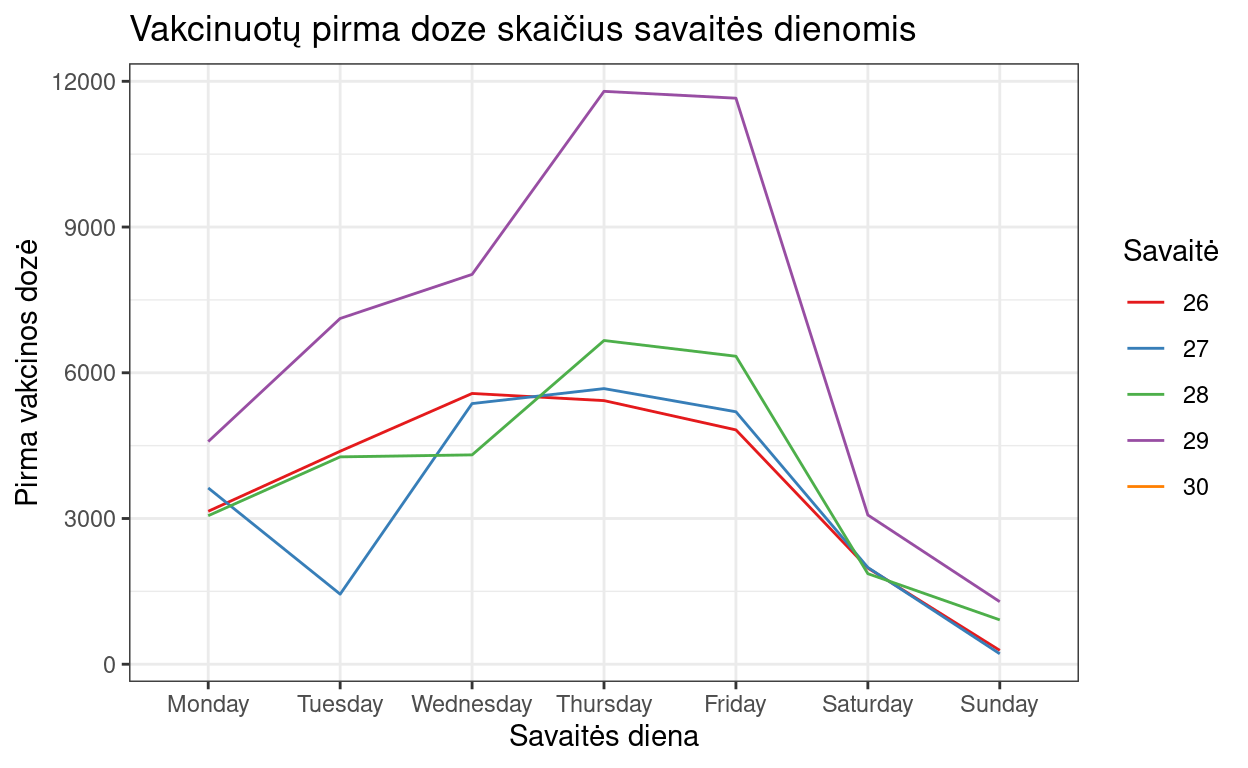 Vakcinuotų pirma doze skaičius savaitės dienomis
12000
9000
6000
3000
0
Pirma vakcinos dozė
Monday Tuesday Wednesday Thursday Friday Saturday Sunday
Savaitės diena
Savaitė
26
27
28
29
30